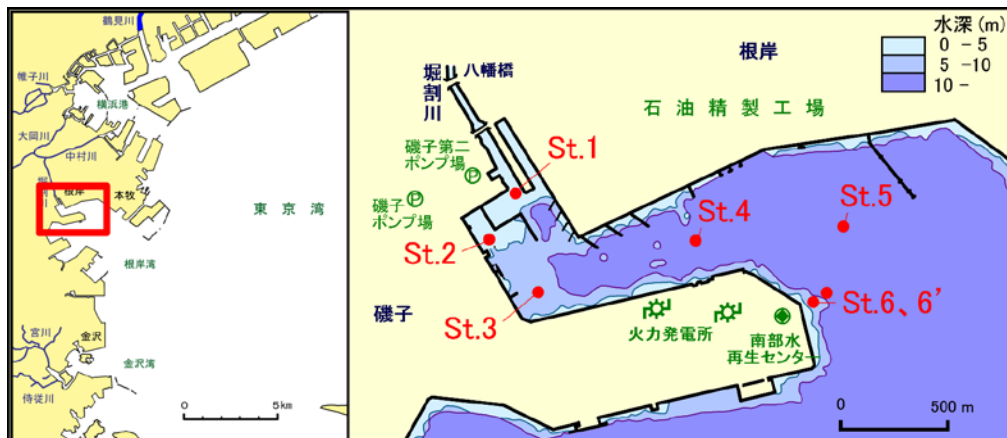 鶴見川
帷子川
横浜港
大岡川
中村川
根岸
本牧
東京湾
根岸湾
宮川
金沢
金沢湾
侍従川
0 5km
水深(m)
0 -5
5 -10
10 -
根岸
堀割川
八幡橋
石油精製工場
磯子第二
ポンプ場
P
St.1
磯子
ポンプ場
P
St.2
St.3
St.4
St.5
St.6、6’
磯子
火力発電所
南部水
再生センター
0 500 m